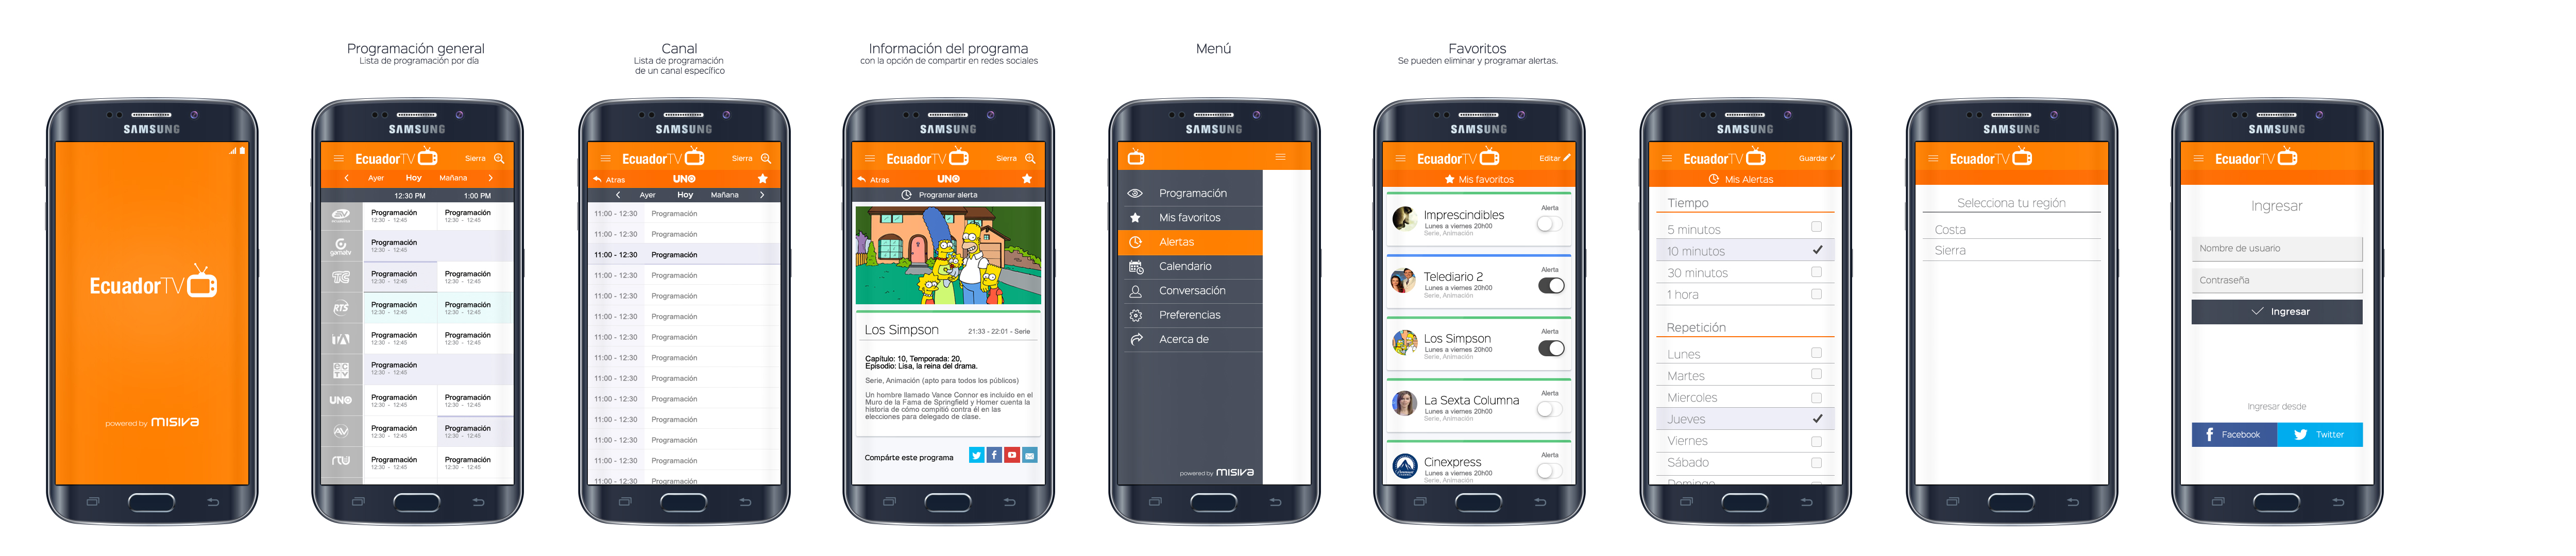 Programación general
Lista de programación por día
Canal
Lista de programación
de un canal específico
Información del programa
con la opción de compartir en redes sociales
Menú
Favoritos
Se pueden eliminar y programar alertas.
SAMSUNG
EcuadorTV
powered by misiva
SAMSUNG
EcuadorTV
Sierra
Ayer
Hoy
Mañana
12:30 PM
1:00 PM
Programación
12:30 - 12:45
Programación
12:30 - 12:45
gamatv
Programación
12:30 - 12:45
TC
Programación
12:30 - 12:45
Programación
12:30 - 12:45
RTS
Programación
12:30 - 12:45
Programación
12:30 - 12:45
Programación
12:30 - 12:45
Programación
12:30 - 12:45
ec
tv
Programación
12:30 - 12:45
UNO
Programación
12:30 - 12:45
Programación
12:30 - 12:45
Programación
12:30 - 12:45
Programación
12:30 - 12:45
rtu
Programación
12:30 - 12:45
Programación
12:30 - 12:45
SAMSUNG
EcuadorTV
Sierra
Atras
UNO
Ayer
Hoy
Mañana
11:00 - 12:30 Programación
11:00 - 12:30 Programación
11:00 - 12:30 Programación
11:00 - 12:30 Programación
11:00 - 12:30 Programación
11:00 - 12:30 Programación
11:00 - 12:30 Programación
11:00 - 12:30 Programación
11:00 - 12:30 Programación
11:00 - 12:30 Programación
11:00 - 12:30 Programación
11:00 - 12:30 Programación
11:00 - 12:30 Programación
11:00 - 12:30 Programación
SAMSUNG
EcuadorTV
Sierra
Atras
UNO
Programar alerta
Los Simpson
21:33 - 22:01 - Serie
Capítulo: 10, Temporada: 20,
Episodio: Lisa, la reina del drama.
Serie, Animación (apto para todos los públicos)
Un hombre llamado Vance Connor es incluido en el
Muro de la Fama de Springfield y Homer cuenta la
historia de cómo compitió contra él en las
elecciones para delegado de clase.
Compárte este programa
SAMSUNG
Programación
Mis favoritos
Alertas
Calendario
Conversación
Preferencias
Acerca de
powered by misiva
SAMSUNG
EcuadorTV
Editar
Mis favoritos
Imprescindibles
Lunes a viernes 20h00
Serie, Animación
Alerta
Telediario 2
Lunes a viernes 20h00
Serie, Animación
Alerta
Los Simpson
Lunes a viernes 20h00
Serie, Animación
Alerta
La Sexta Columna
Lunes a viernes 20h00
Serie, Animación
Alerta
Cinexpress
Lunes a viernes 20h00
Serie, Animación
Alerta
SAMSUNG
EcuadorTV
Guardar
Mis Alertas
Tiempo
5 minutos
10 minutos
30 minutos
1 hora
Repetición
Lunes
Martes
Miercoles
Jueves
Viernes
Sábado
Domingo
SAMSUNG
EcuadorTV
Selecciona tu región
Costa
Sierra
SAMSUNG
EcuadorTV
Ingresar
Nombre de usuario
Contraseña
Ingresar
Ingresar desde
Facebook
Twitter